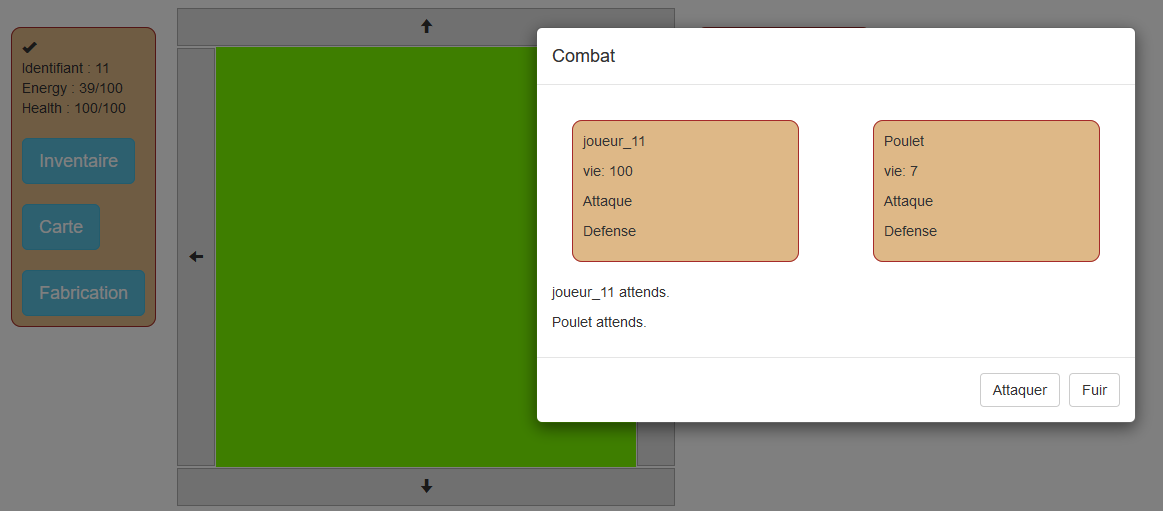 Identifiant : 11
Energy : 39/100
Health : 100/100
Inventaire
Carte
Fabrication
Combat
joueur_11
vie: 100
Attaque
Defense
Poulet
vie: 7
Attaque
Defense
joueur_11 attends.
Poulet attends.
Attaquer
Fuir